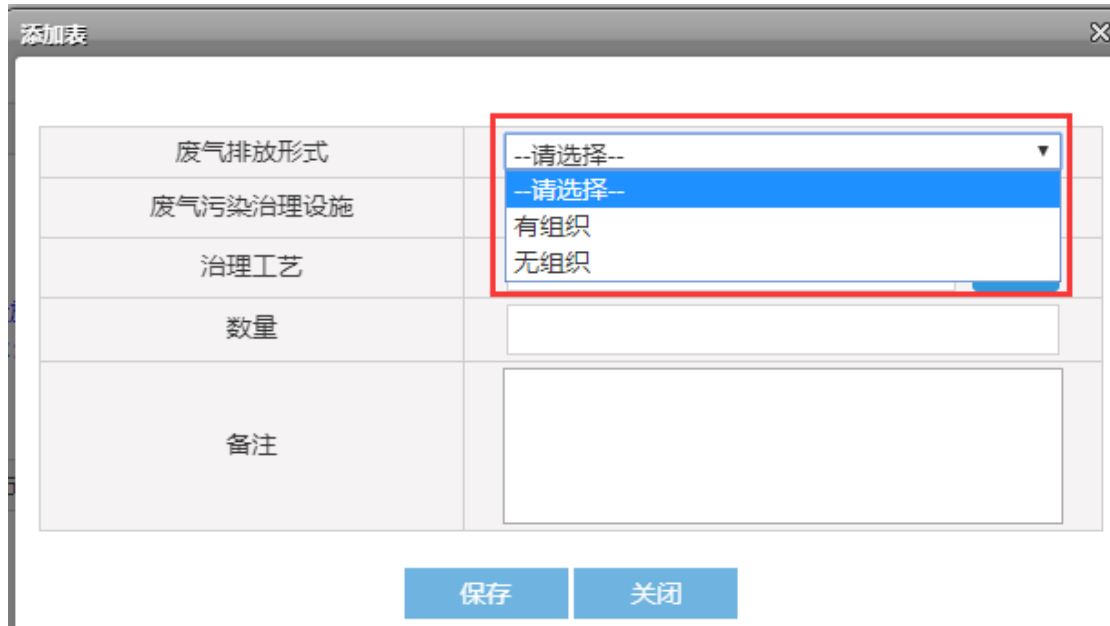 添加表
废气排放形式
--请选择--
--请选择--
废气污染治理设施
有组织
治理工艺
无组织
数量
备注
保存 关闭